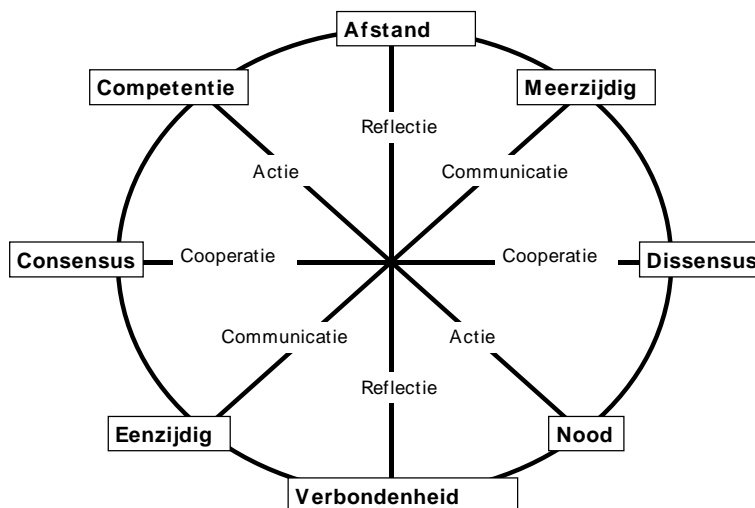 Afstand
Competentie
Meerzijdig
Reflectie
Actie
Communicatie
Consensus
Cooperatie
Cooperatie
Dissensus
Communicatie
Actie
Reflectie
Eenzijdig
Nood
Verbondenheid